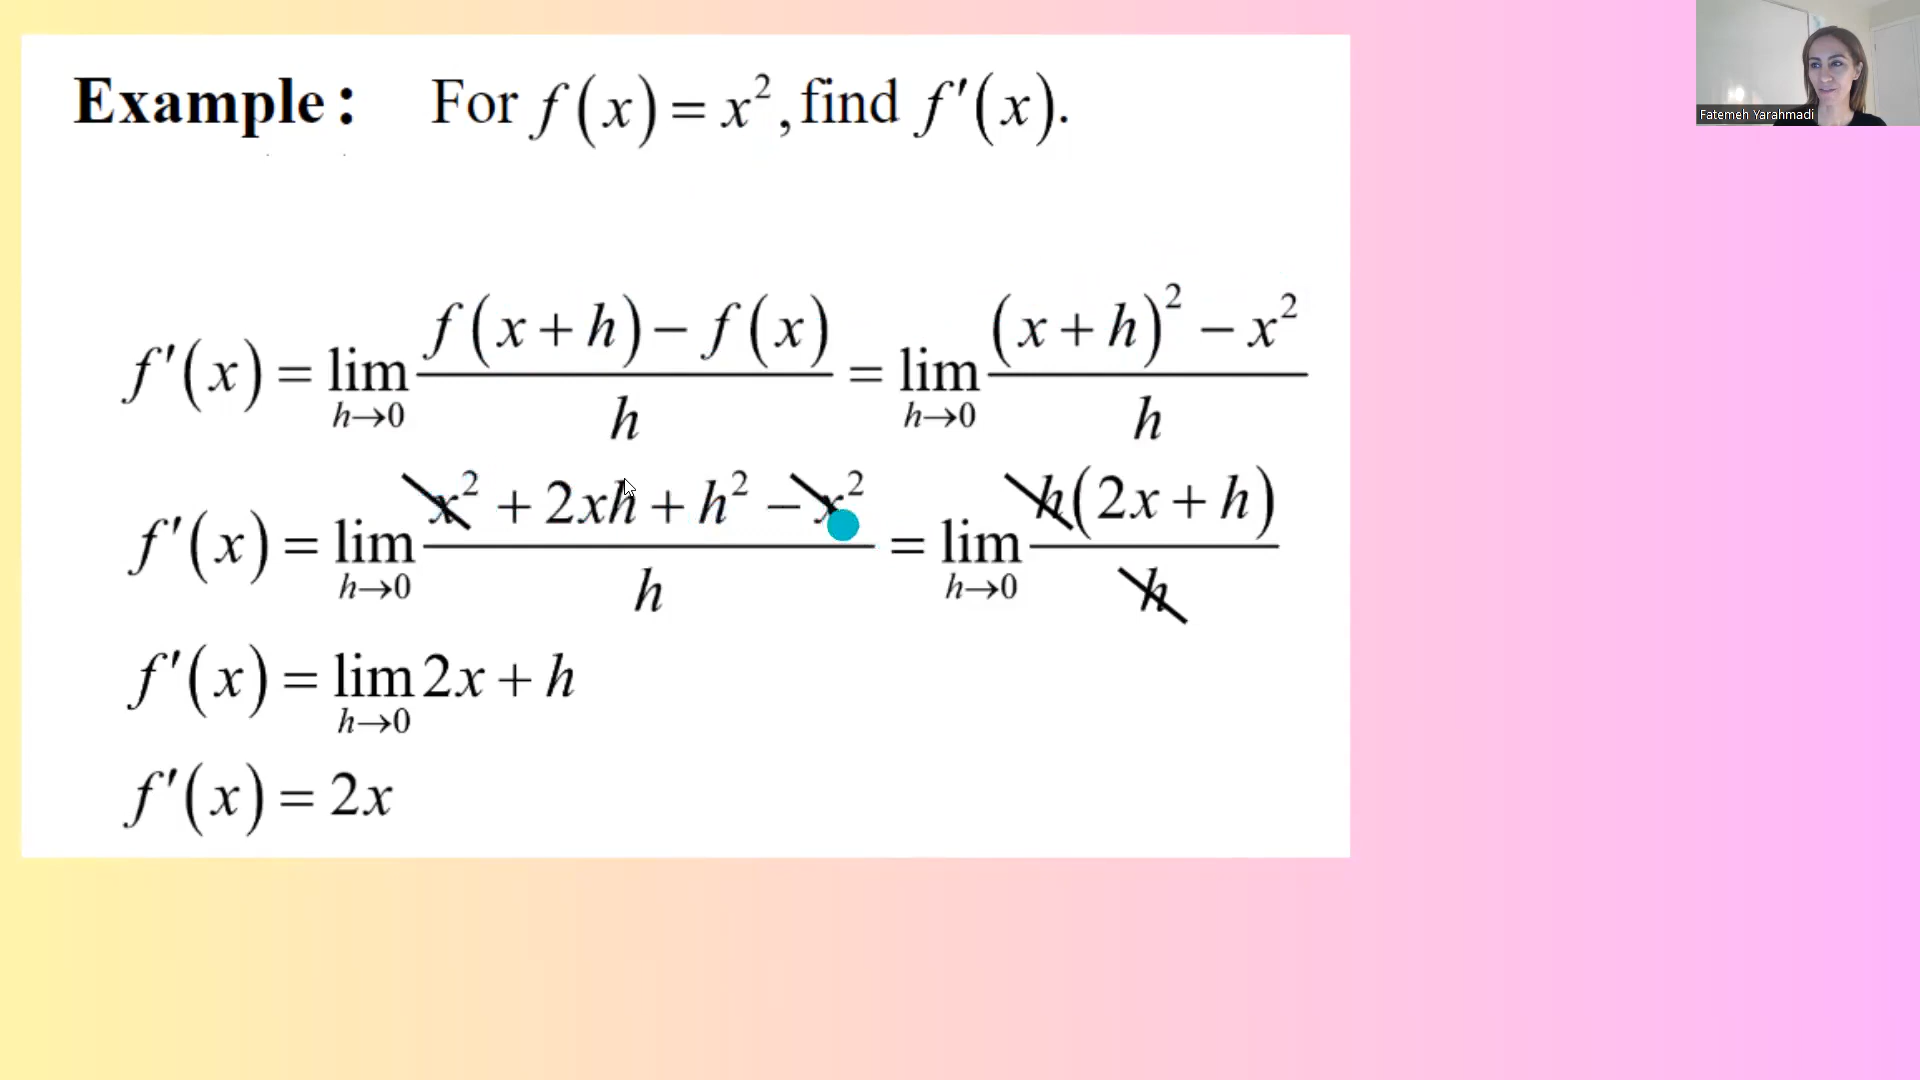 Example: For f(x) = x², find f'(x).
Fatemeh Yarahmadi
f'(x) = lim h→0 f(x+h) − f(x) / h = lim h→0 (x+h)² − x² / h
f'(x) = lim h→0 x² + 2xh + h² − x² / h = lim h→0 h(2x+h) / h
f'(x) = lim h→0 2x + h
f'(x) = 2x